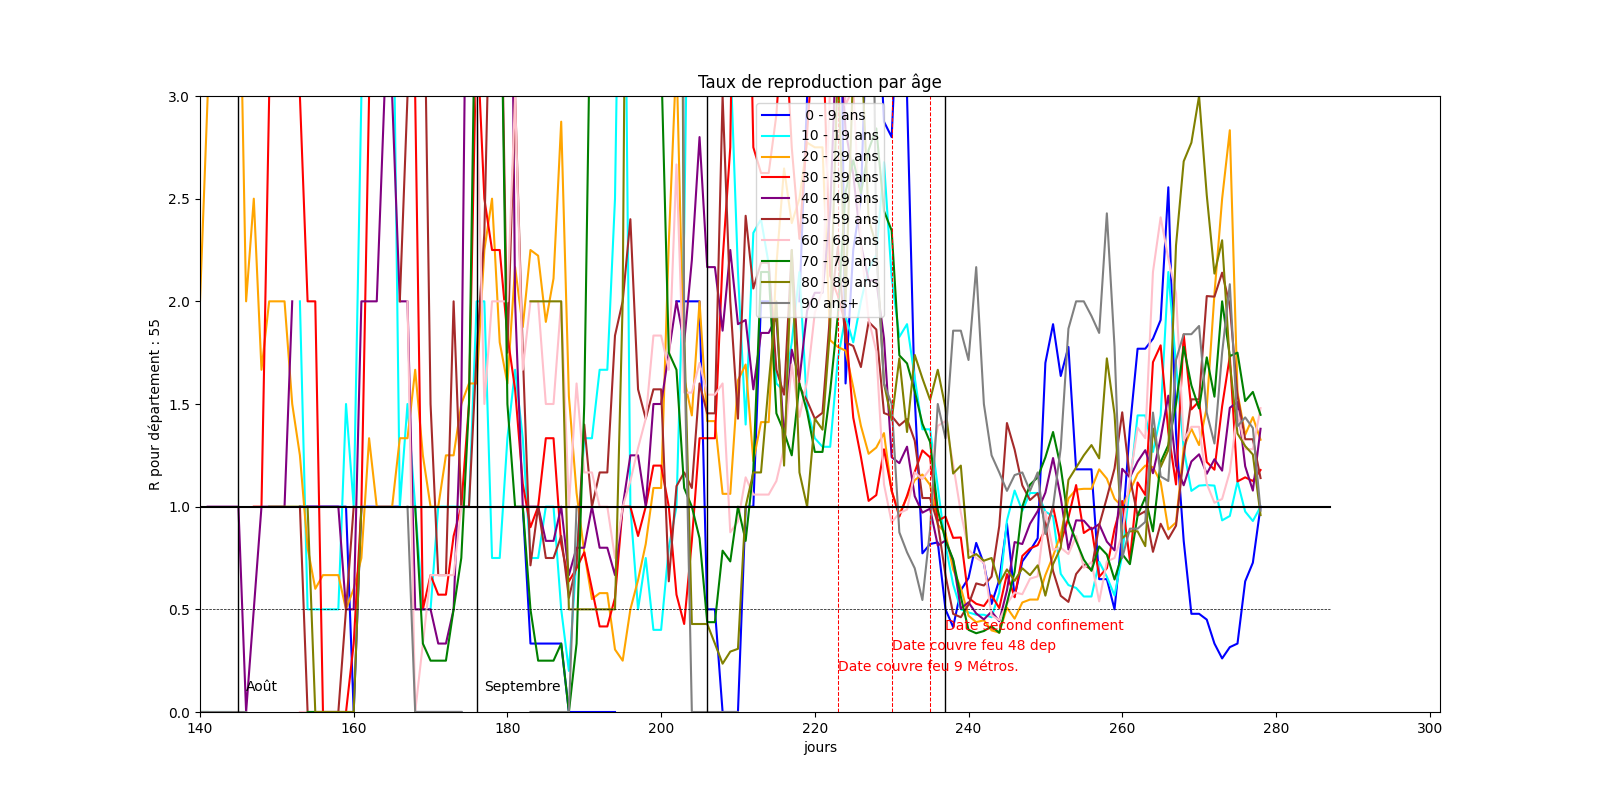 Taux de reproduction par âge
R pour département : 55
3.0
2.5
2.0
1.5
1.0
0.5
0.0
0 - 9 ans
10 - 19 ans
20 - 29 ans
30 - 39 ans
40 - 49 ans
50 - 59 ans
60 - 69 ans
70 - 79 ans
80 - 89 ans
90 ans+
Date second confinement
Date couvre feu 48 dep
Date couvre feu 9 Métros.
Août
Septembre
140 160 180 200 220 240 260 280 300
jours